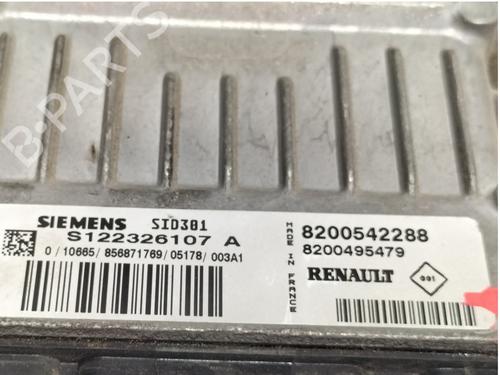 B-PARTS
SIEMENS SID301
S122326107 A
0 / 10665 / 856871769 / 05178 / 003A1
MADE IN FRANCE
8200542288
8200495479
RENAULT
001